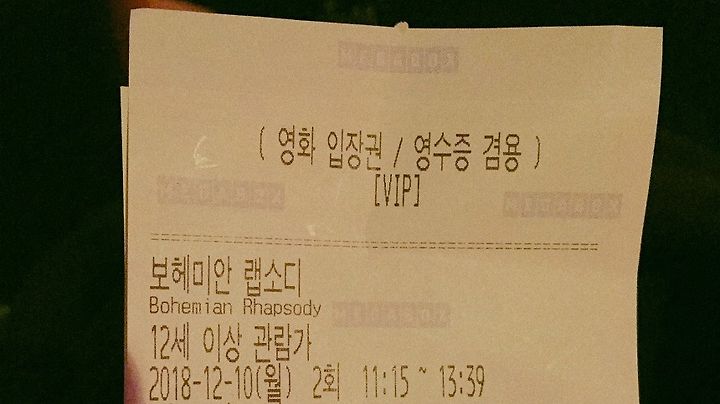 ( 영화 입장권 / 영수증 겸용 )
[VIP]
보헤미안 랩소디
Bohemian Rhapsody
12세 이상 관람가
2018-12-10(월) 2회 11:15 ~ 13:39